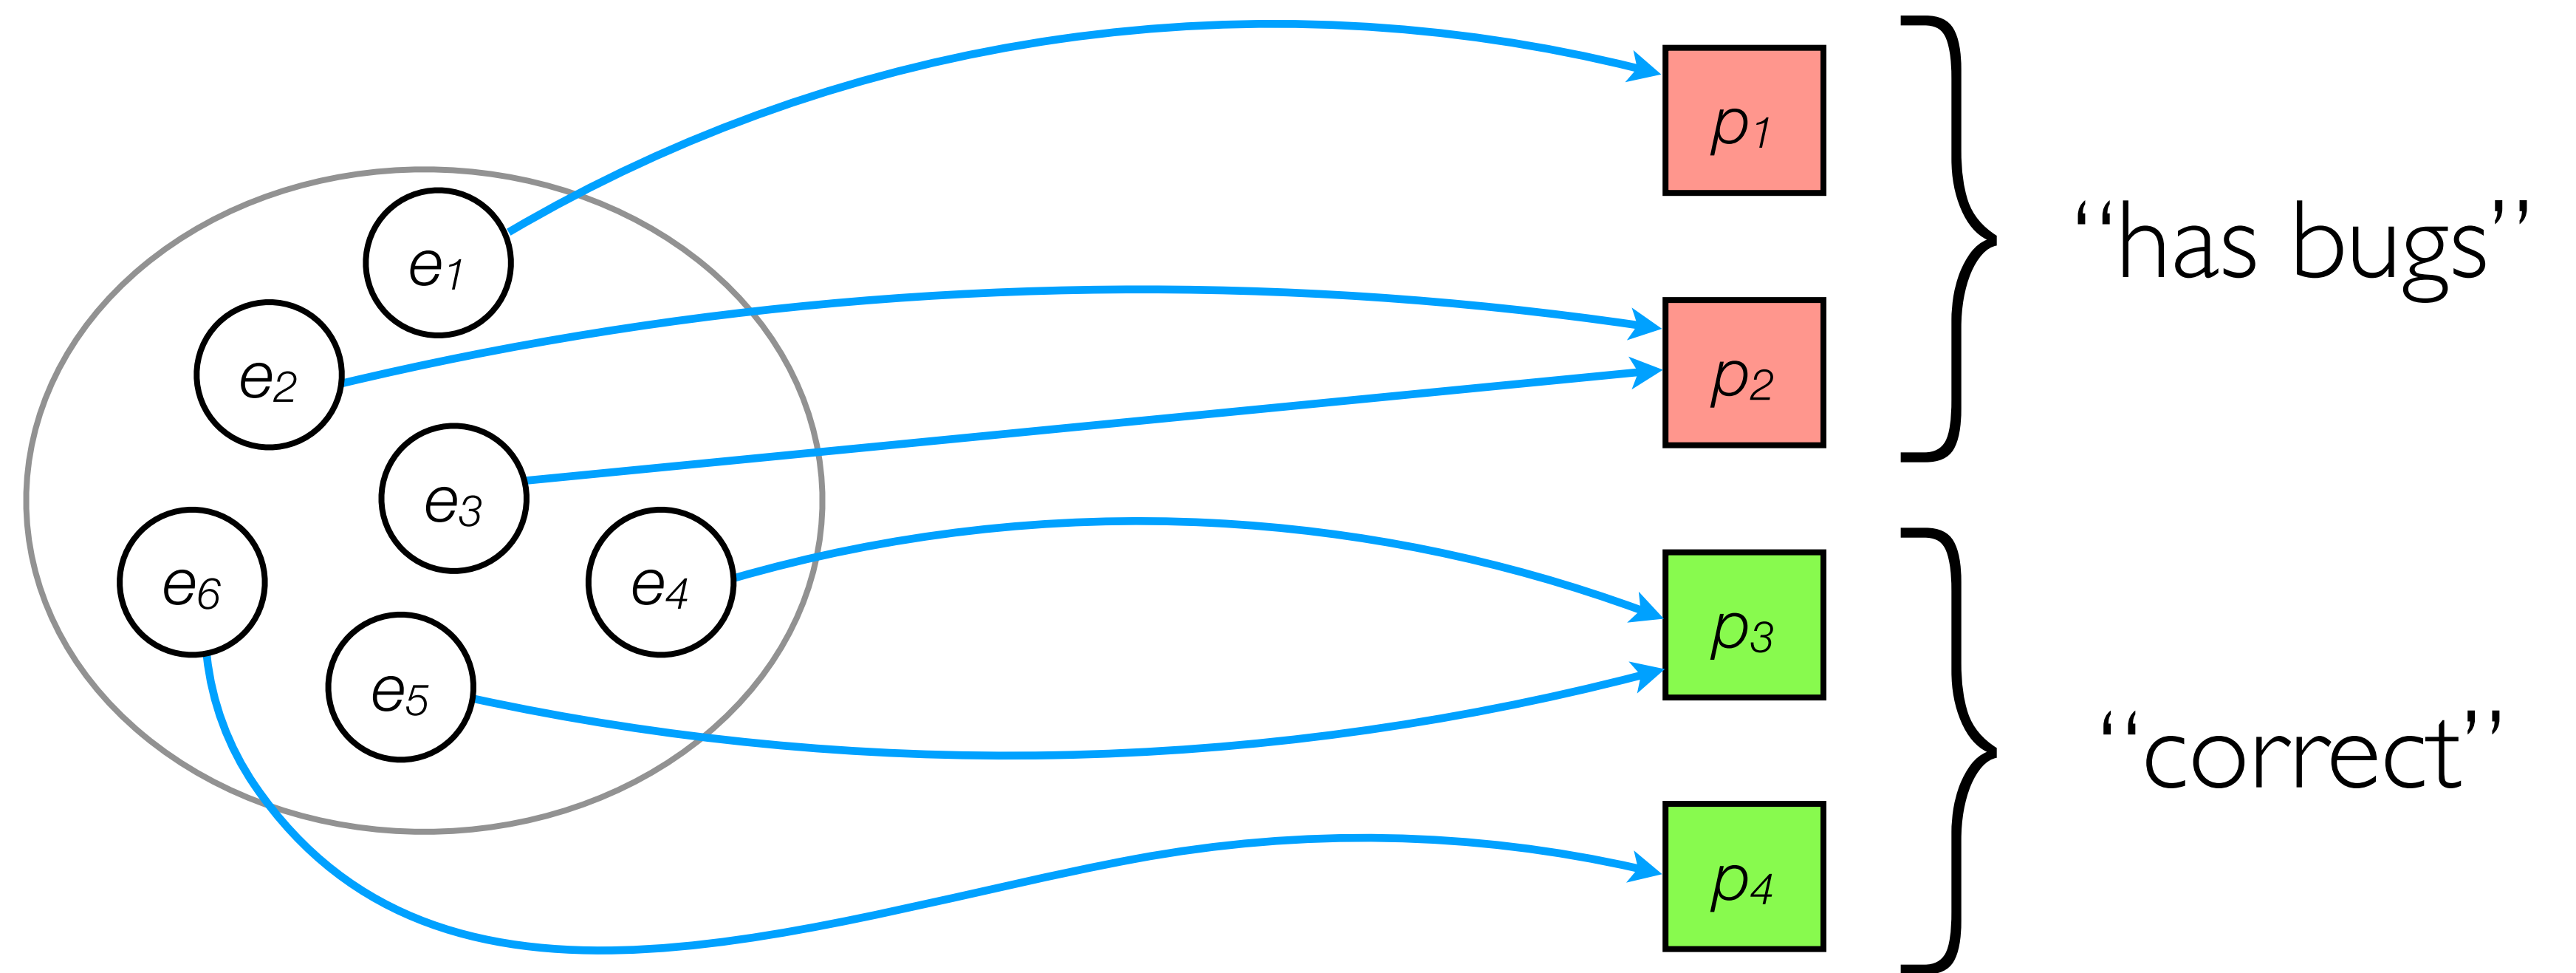 e1
e2
e3
e4
e5
e6
p1
p2
p3
p4
“has bugs”
“correct”